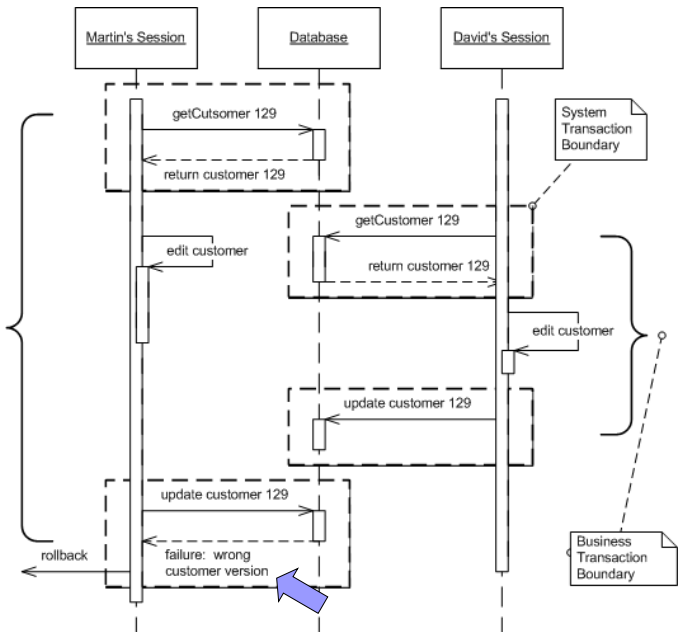 Martin's Session
Database
David's Session
getCutsomer 129
return customer 129
System
Transaction
Boundary
getCustomer 129
edit customer
return customer 129
edit customer
update customer 129
update customer 129
failure: wrong
customer version
rollback
Business
Transaction
Boundary